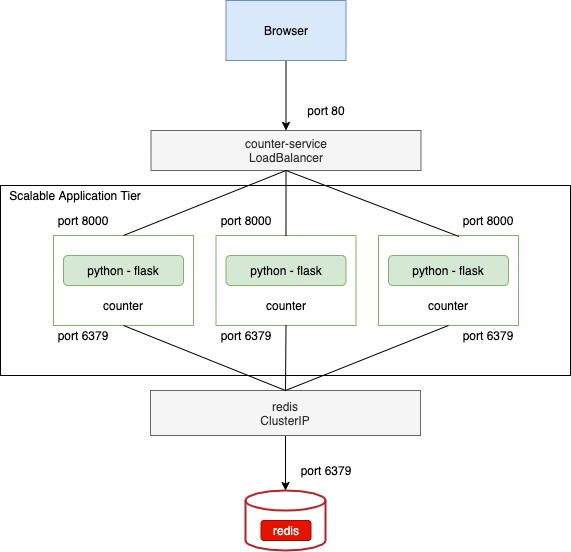 Browser
port 80
counter-service
LoadBalancer
Scalable Application Tier
port 8000
port 8000
port 8000
python - flask
python - flask
python - flask
counter
counter
counter
port 6379
port 6379
port 6379
redis
ClusterIP
port 6379
redis